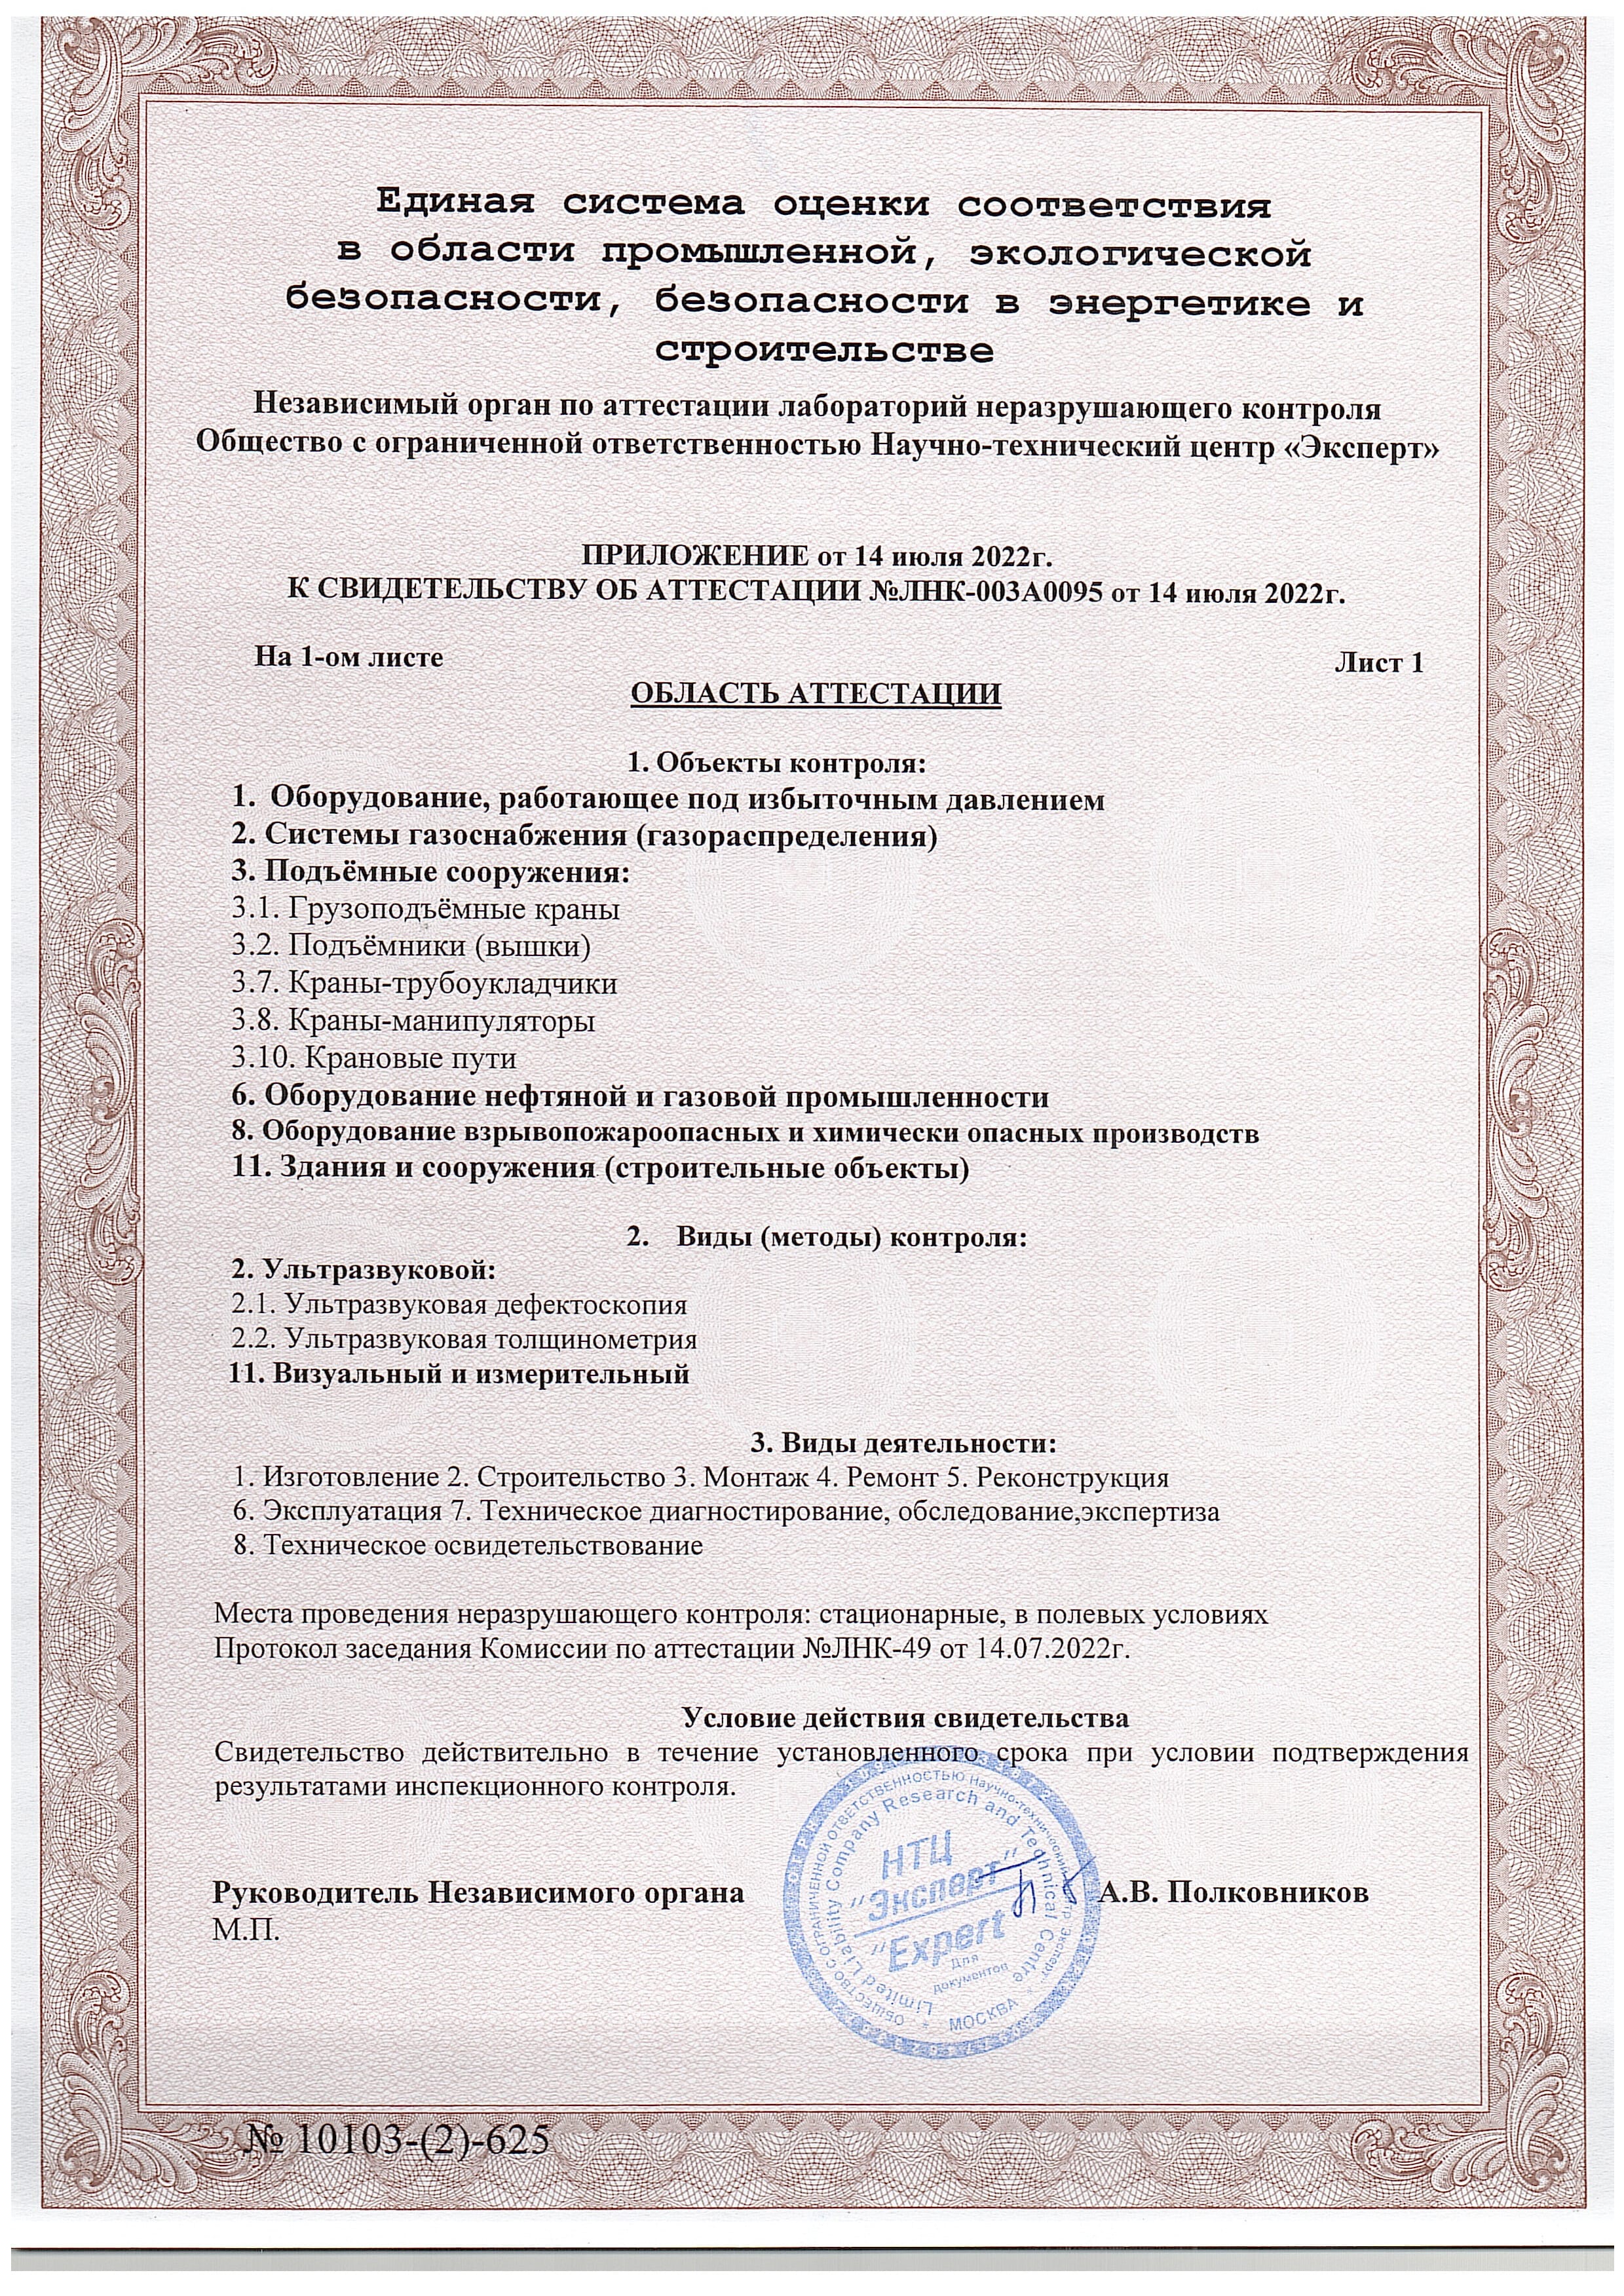 Единая система оценки соответствия
в области промышленной, экологической
безопасности, безопасности в энергетике и
строительстве
Независимый орган по аттестации лабораторий неразрушающего контроля
Общество с ограниченной ответственностью Научно-технический центр «Эксперт»
ПРИЛОЖЕНИЕ от 14 июля 2022г.
К СВИДЕТЕЛЬСТВУ ОБ АТТЕСТАЦИИ №ЛНК-003А0095 от 14 июля 2022г.
На 1-ом листе Лист 1
ОБЛАСТЬ АТТЕСТАЦИИ
1. Объекты контроля:
1. Оборудование, работающее под избыточным давлением
2. Системы газоснабжения (газораспределения)
3. Подъёмные сооружения:
3.1. Грузоподъёмные краны
3.2. Подъёмники (вышки)
3.7. Краны-трубоукладчики
3.8. Краны-манипуляторы
3.10. Крановые пути
6. Оборудование нефтяной и газовой промышленности
8. Оборудование взрывопожароопасных и химически опасных производств
11. Здания и сооружения (строительные объекты)
2. Виды (методы) контроля:
2. Ультразвуковой:
2.1. Ультразвуковая дефектоскопия
2.2. Ультразвуковая толщинометрия
11. Визуальный и измерительный
3. Виды деятельности:
1. Изготовление 2. Строительство 3. Монтаж 4. Ремонт 5. Реконструкция
6. Эксплуатация 7. Техническое диагностирование, обследование,экспертиза
8. Техническое освидетельствование
Места проведения неразрушающего контроля: стационарные, в полевых условиях
Протокол заседания Комиссии по аттестации №ЛНК-49 от 14.07.2022г.
Условие действия свидетельства
Свидетельство действительно в течение установленного срока при условии подтверждения
результатами инспекционного контроля.
Руководитель Независимого органа А.В. Полковников
М.П.
ОБЩЕСТВО С ОГРАНИЧЕННОЙ ОТВЕТСТВЕННОСТЬЮ Научно-технический центр Эксперт
Limited Liability Company Research and Technical Centre
НТЦ
"Эксперт"
"Expert
Для
документов
* МОСКВА *
№ 10103-(2)-625